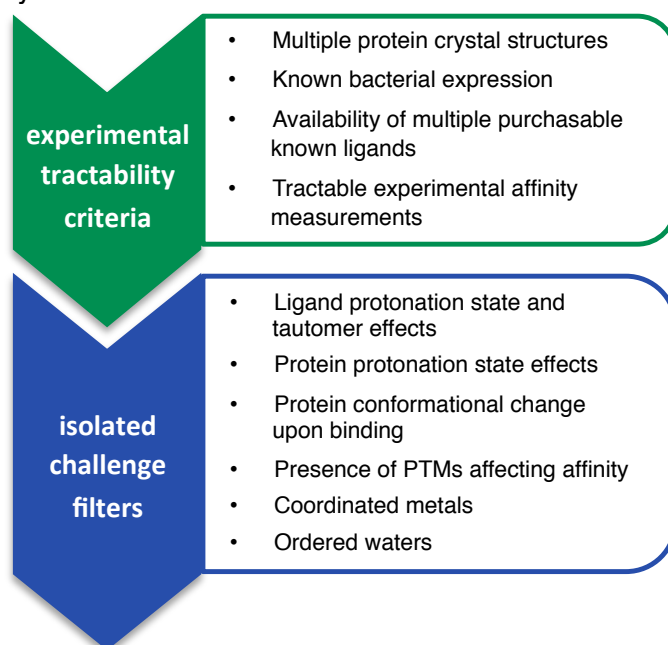 experimental
tractability
criteria
• Multiple protein crystal structures
• Known bacterial expression
• Availability of multiple purchasable
known ligands
• Tractable experimental affinity
measurements
isolated
challenge
filters
• Ligand protonation state and
tautomer effects
• Protein protonation state effects
• Protein conformational change
upon binding
• Presence of PTMs affecting affinity
• Coordinated metals
• Ordered waters